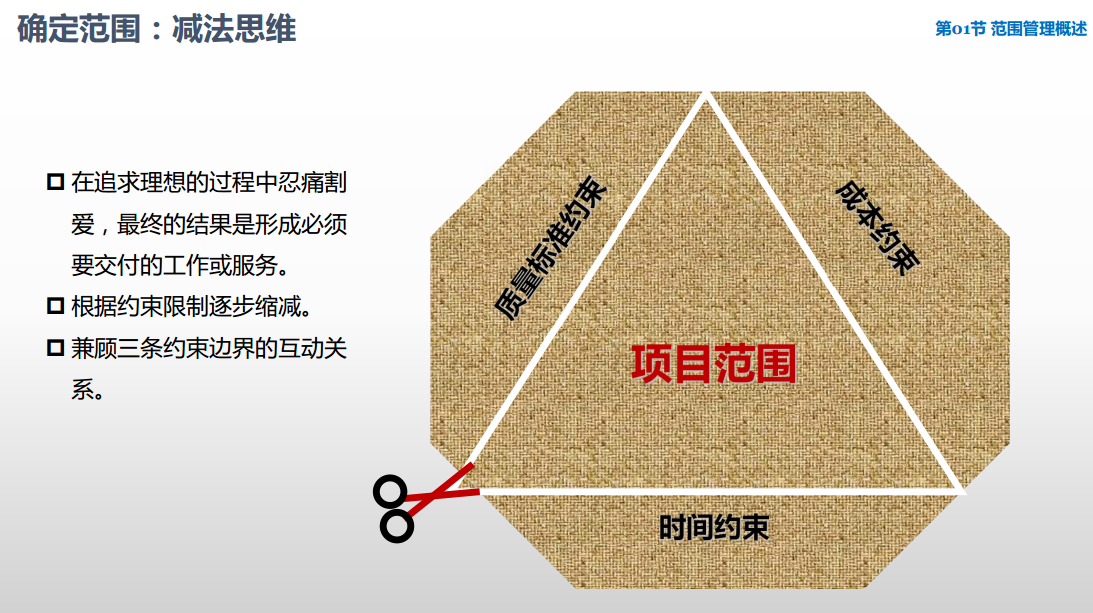 确定范围：减法思维
第01节 范围管理概述
在追求理想的过程中忍痛割
爱，最终的结果是形成必须
要交付的工作或服务。
根据约束限制逐步缩减。
兼顾三条约束边界的互动关
系。
质量标准约束
成本约束
项目范围
时间约束